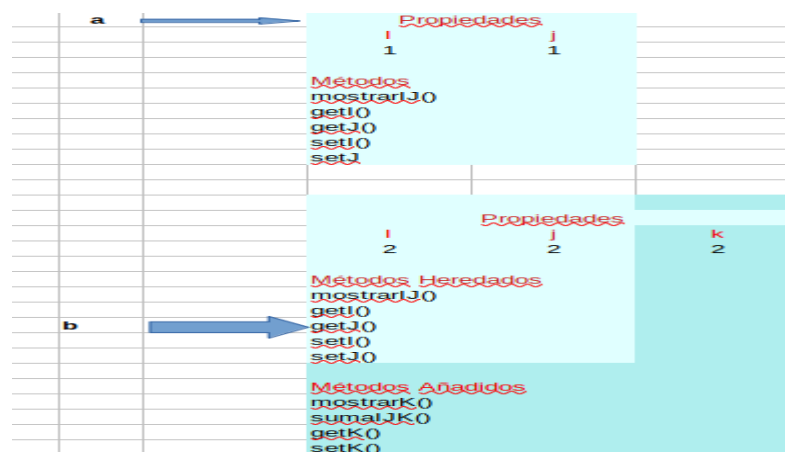 a Propiedades
I j
1 1
Métodos
mostrarIJ()
getI()
getJ()
setI()
setJ
Propiedades
I j k
2 2 2
Métodos Heredados
mostrarIJ()
getI()
b getJ()
setI()
setJ()
Métodos Añadidos
mostrarK()
sumaIJK()
getK()
setK()